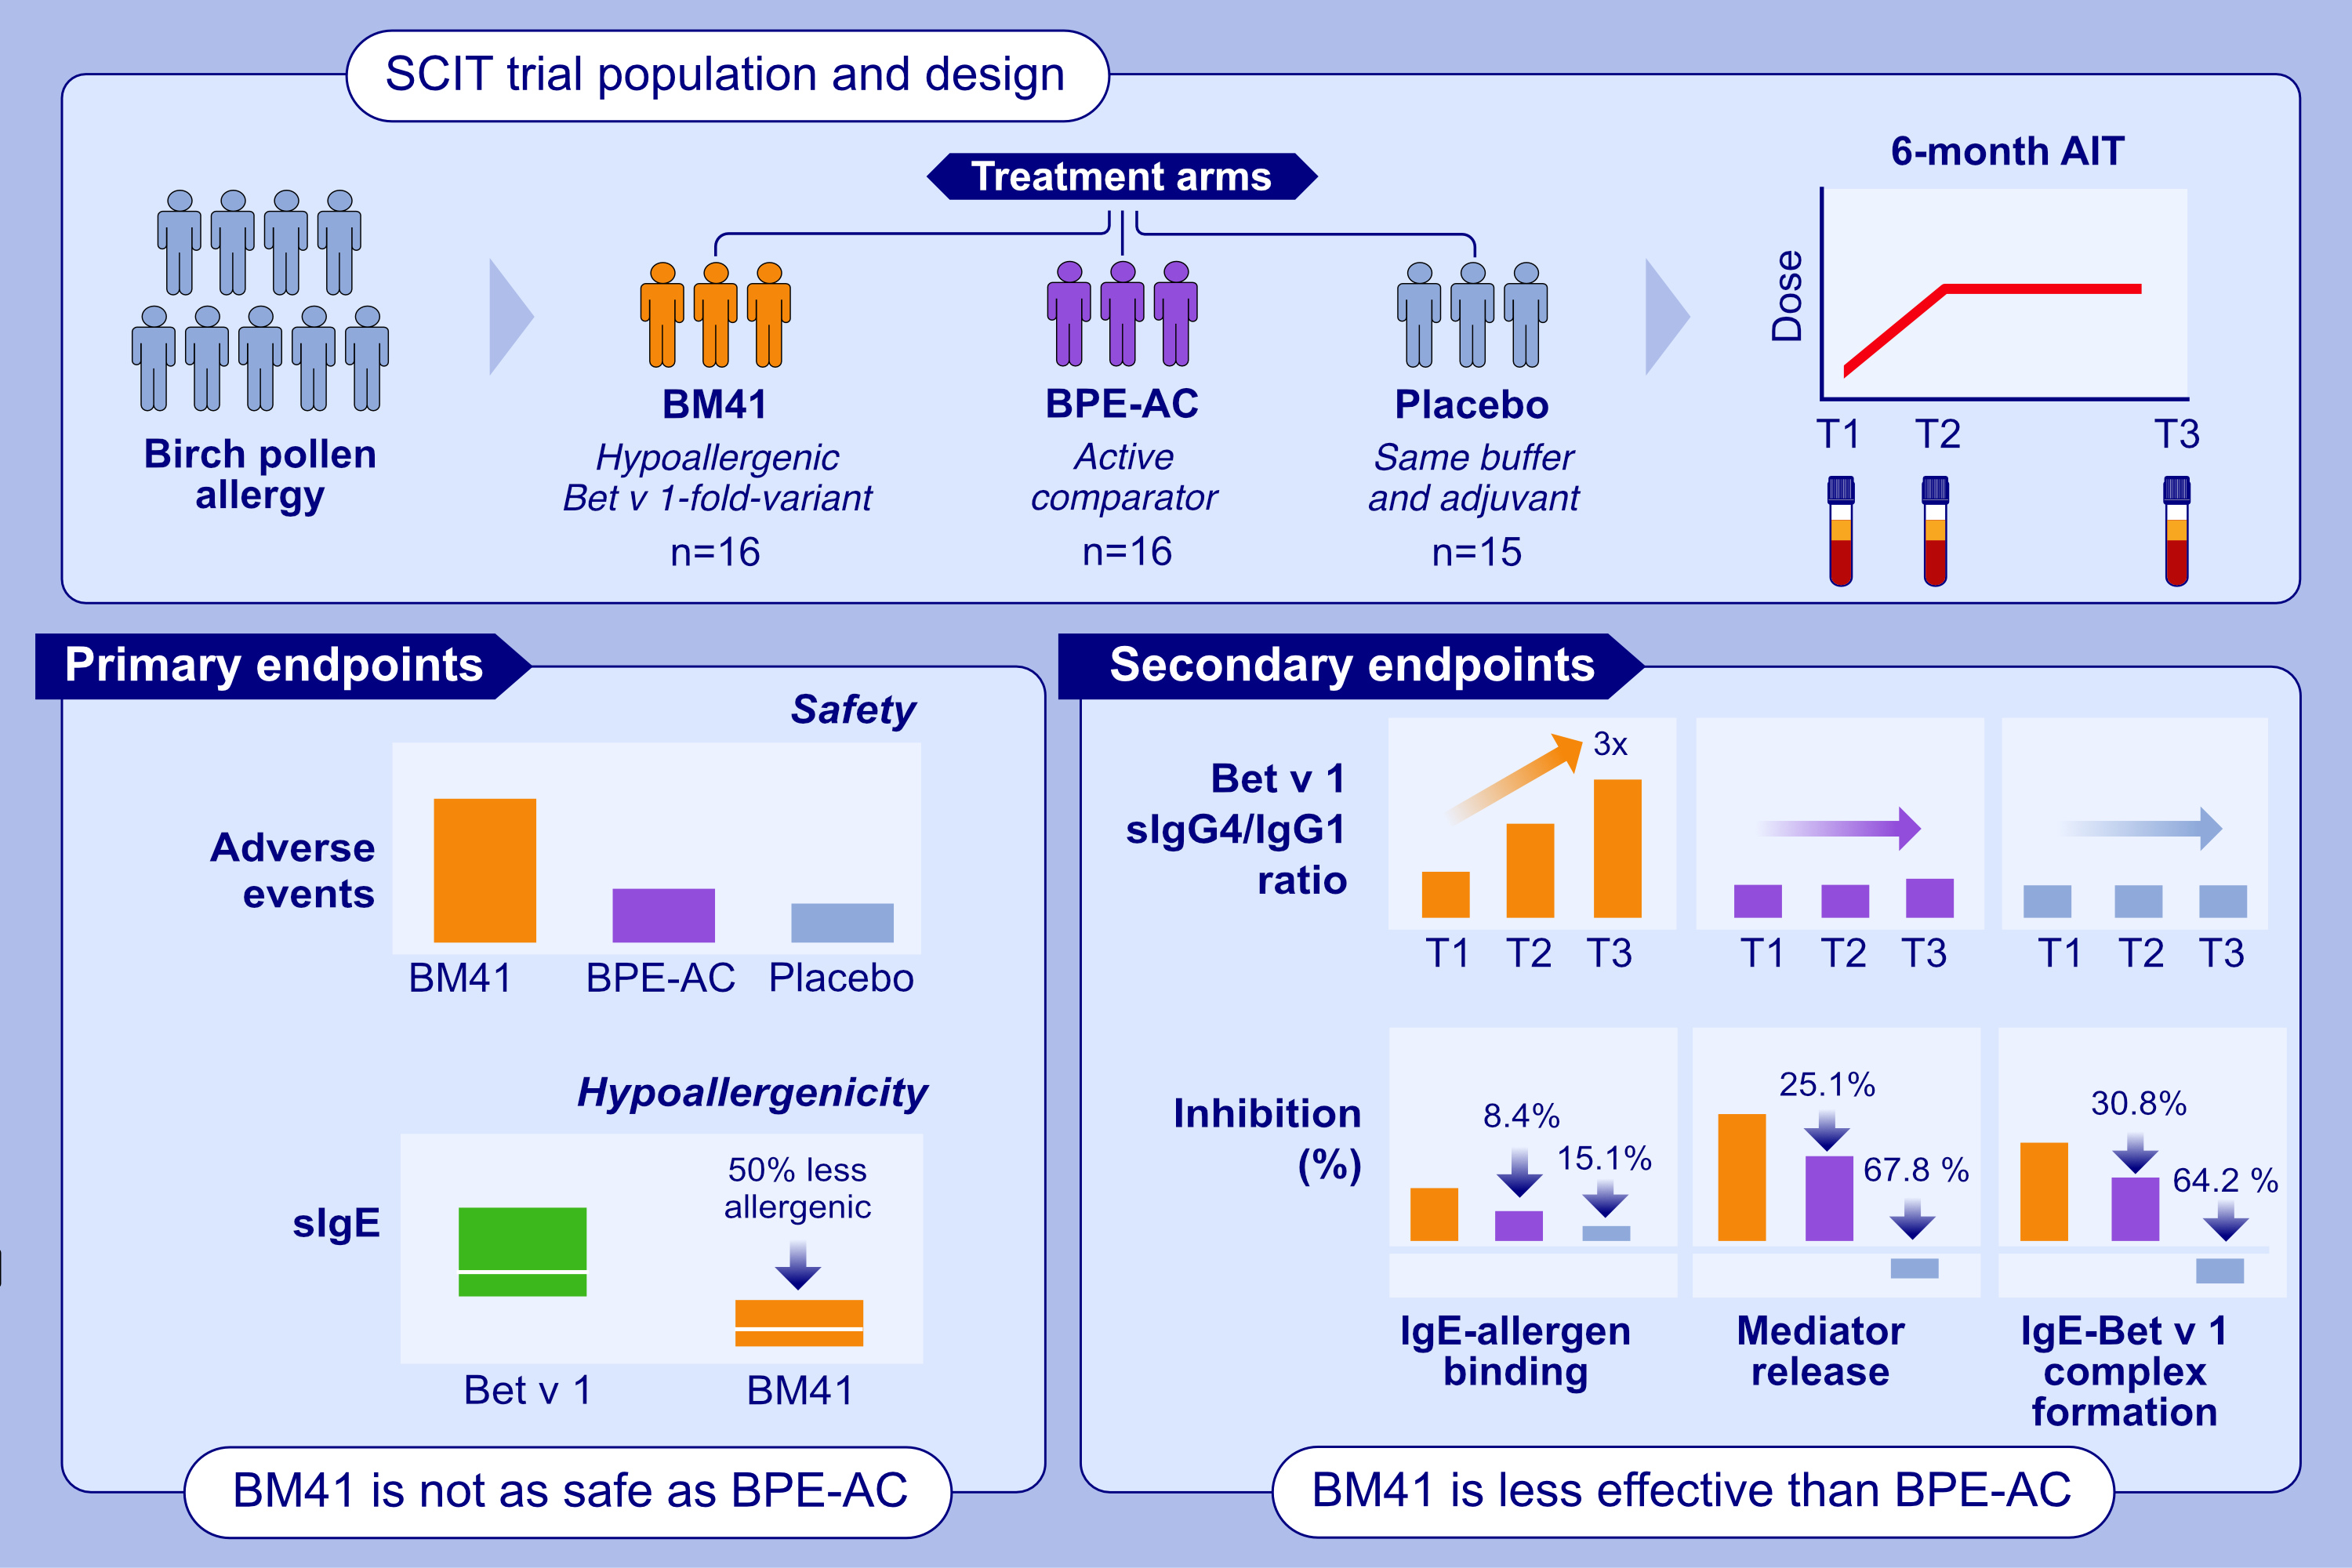 SCIT trial population and design
Treatment arms
6-month AIT
Dose
T1 T2 T3
Birch pollen
allergy
BM41
Hypoallergenic
Bet v 1-fold-variant
n=16
BPE-AC
Active
comparator
n=16
Placebo
Same buffer
and adjuvant
n=15
Primary endpoints
Safety
Adverse
events
BM41 BPE-AC Placebo
Hypoallergenicity
sIgE
50% less
allergenic
Bet v 1 BM41
BM41 is not as safe as BPE-AC
Secondary endpoints
Bet v 1
sIgG4/IgG1
ratio
3x
T1 T2 T3
T1 T2 T3
T1 T2 T3
Inhibition
(%)
8.4%
15.1%
25.1%
67.8 %
30.8%
64.2 %
IgE-allergen
binding
Mediator
release
IgE-Bet v 1
complex
formation
BM41 is less effective than BPE-AC